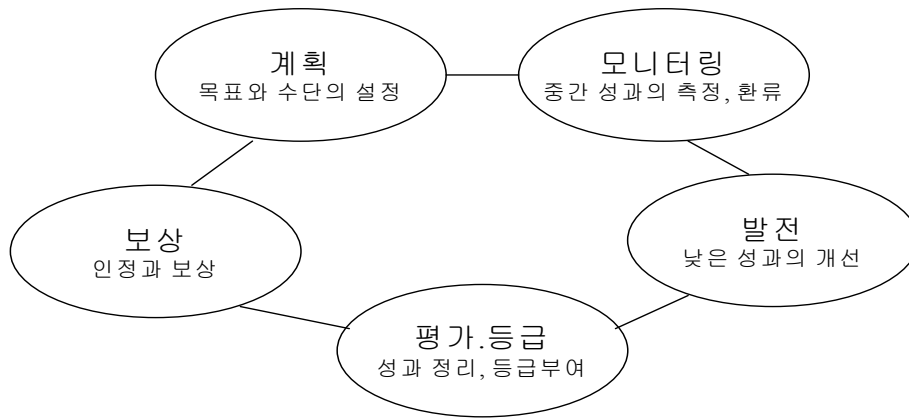 계획
목표와 수단의 설정
모니터링
중간 성과의 측정, 환류
발전
낮은 성과의 개선
평가.등급
성과 정리, 등급부여
보상
인정과 보상